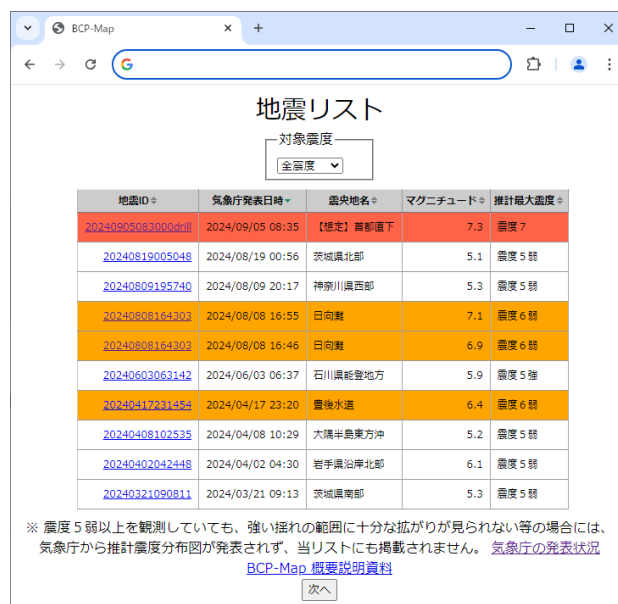 BCP-Map
地震リスト
対象震度
全震度
地震ID 気象庁発表日時 震央地名 マグニチュード 推計最大震度
20240905083000drill 2024/09/05 08:35 【想定】首都直下 7.3 震度7
20240819005048 2024/08/19 00:56 茨城県北部 5.1 震度5弱
20240809195740 2024/08/09 20:17 神奈川県西部 5.3 震度5弱
20240808164303 2024/08/08 16:55 日向灘 7.1 震度6弱
20240808164303 2024/08/08 16:46 日向灘 6.9 震度6弱
20240603063142 2024/06/03 06:37 石川県能登地方 5.9 震度5強
20240417231454 2024/04/17 23:20 豊後水道 6.4 震度6弱
20240408102535 2024/04/08 10:29 大隅半島東方沖 5.2 震度5弱
20240402042448 2024/04/02 04:30 岩手県沿岸北部 6.1 震度5弱
20240321090811 2024/03/21 09:13 茨城県南部 5.3 震度5弱
※ 震度５弱以上を観測していても、強い揺れの範囲に十分な拡がりが見られない等の場合には、
気象庁から推計震度分布図が発表されず、当リストにも掲載されません。 気象庁の発表状況
BCP-Map 概要説明資料
次へ